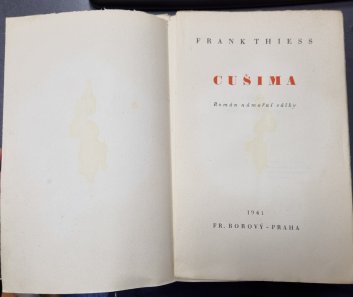 FRANK THIESS
CUŠIMA
Román námořní války
1941
FR. BOROVÝ - PRAHA